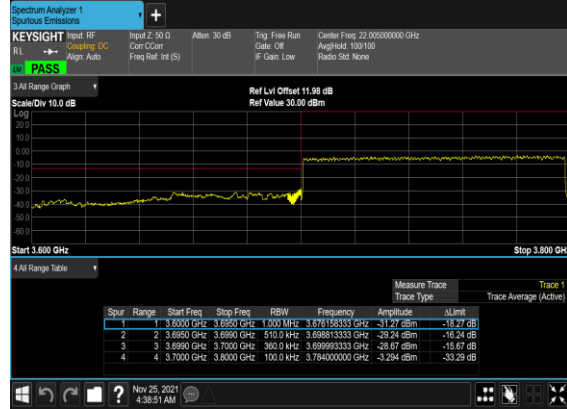 Spectrum Analyzer 1
Spurious Emissions
+
KEYSIGHT Input: RF Input Z: 50 Ω Atten: 30 dB Trig: Free Run Center Freq: 22.005000000 GHz
RL Coupling: DC Corr CCorr Gate: Off Avg|Hold: 100/100
Align: Auto Freq Ref: Int (S) IF Gain: Low Radio Std: None
PASS
3 All Range Graph
Ref Lvl Offset 11.98 dB
Scale/Div 10.0 dB Ref Value 30.00 dBm
Log
20.0
10.0
0.00
-10.0
-20.0
-30.0
-40.0
-50.0
-60.0
Start 3.600 GHz Stop 3.800 GH
4 All Range Table
Measure Trace Trace 1
Trace Type Trace Average (Active)
Spur Range Start Freq Stop Freq RBW Frequency Amplitude ΔLimit
1 1 3.6000 GHz 3.6950 GHz 1.000 MHz 3.676158333 GHz -31.27 dBm -18.27 dB
2 2 3.6950 GHz 3.6990 GHz 510.0 kHz 3.698813333 GHz -29.24 dBm -16.24 dB
3 3 3.6990 GHz 3.7000 GHz 360.0 kHz 3.699993333 GHz -28.67 dBm -15.67 dB
4 4 3.7000 GHz 3.8000 GHz 100.0 kHz 3.784000000 GHz -3.294 dBm -33.29 dB
? Nov 25, 2021
4:38:51 AM